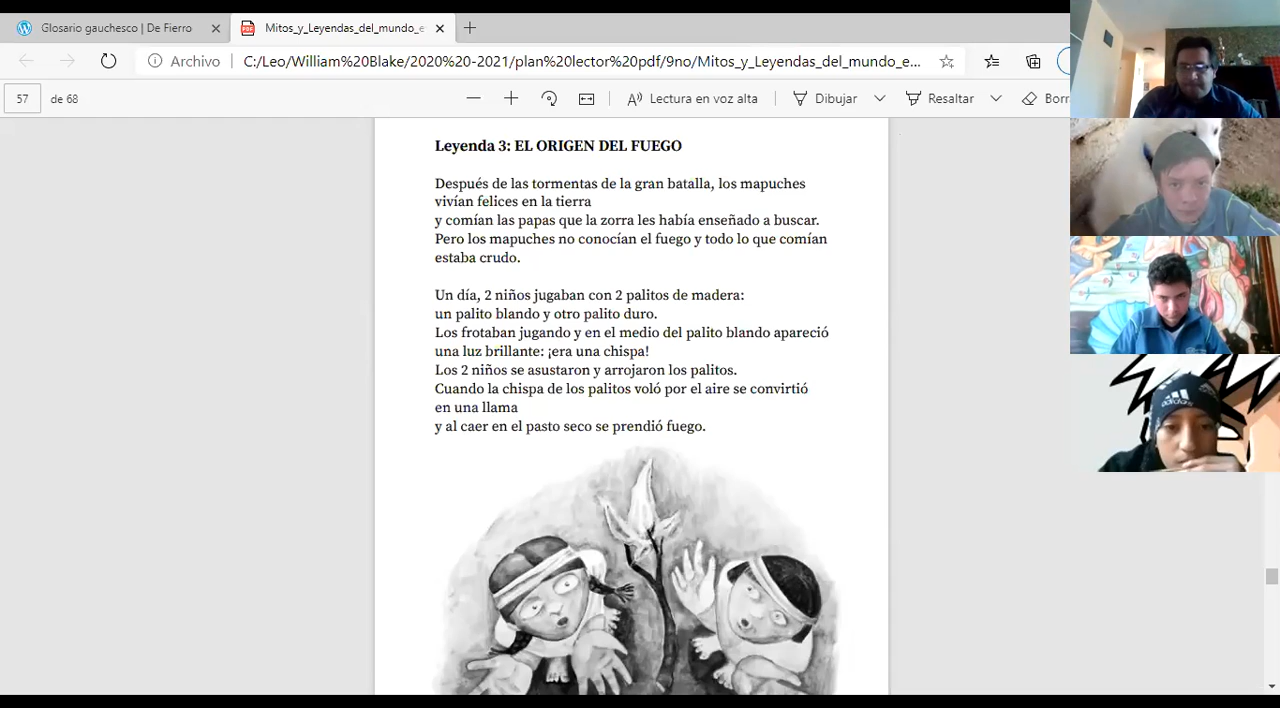 Glosario gauchesco | De Fierro
Mitos_y_Leyendas_del_mundo_e
Archivo
C:/Leo/William%20Blake/2020%20-2021/plan%20lector%20pdf/9no/Mitos_y_Leyendas_del_mundo_e...
57 de 68
Lectura en voz alta
Dibujar
Resaltar
Borr
Leyenda 3: EL ORIGEN DEL FUEGO
Después de las tormentas de la gran batalla, los mapuches
vivían felices en la tierra
y comían las papas que la zorra les había enseñado a buscar.
Pero los mapuches no conocían el fuego y todo lo que comían
estaba crudo.
Un día, 2 niños jugaban con 2 palitos de madera:
un palito blando y otro palito duro.
Los frotaban jugando y en el medio del palito blando apareció
una luz brillante: ¡era una chispa!
Los 2 niños se asustaron y arrojaron los palitos.
Cuando la chispa de los palitos voló por el aire se convirtió
en una llama
y al caer en el pasto seco se prendió fuego.
adidas